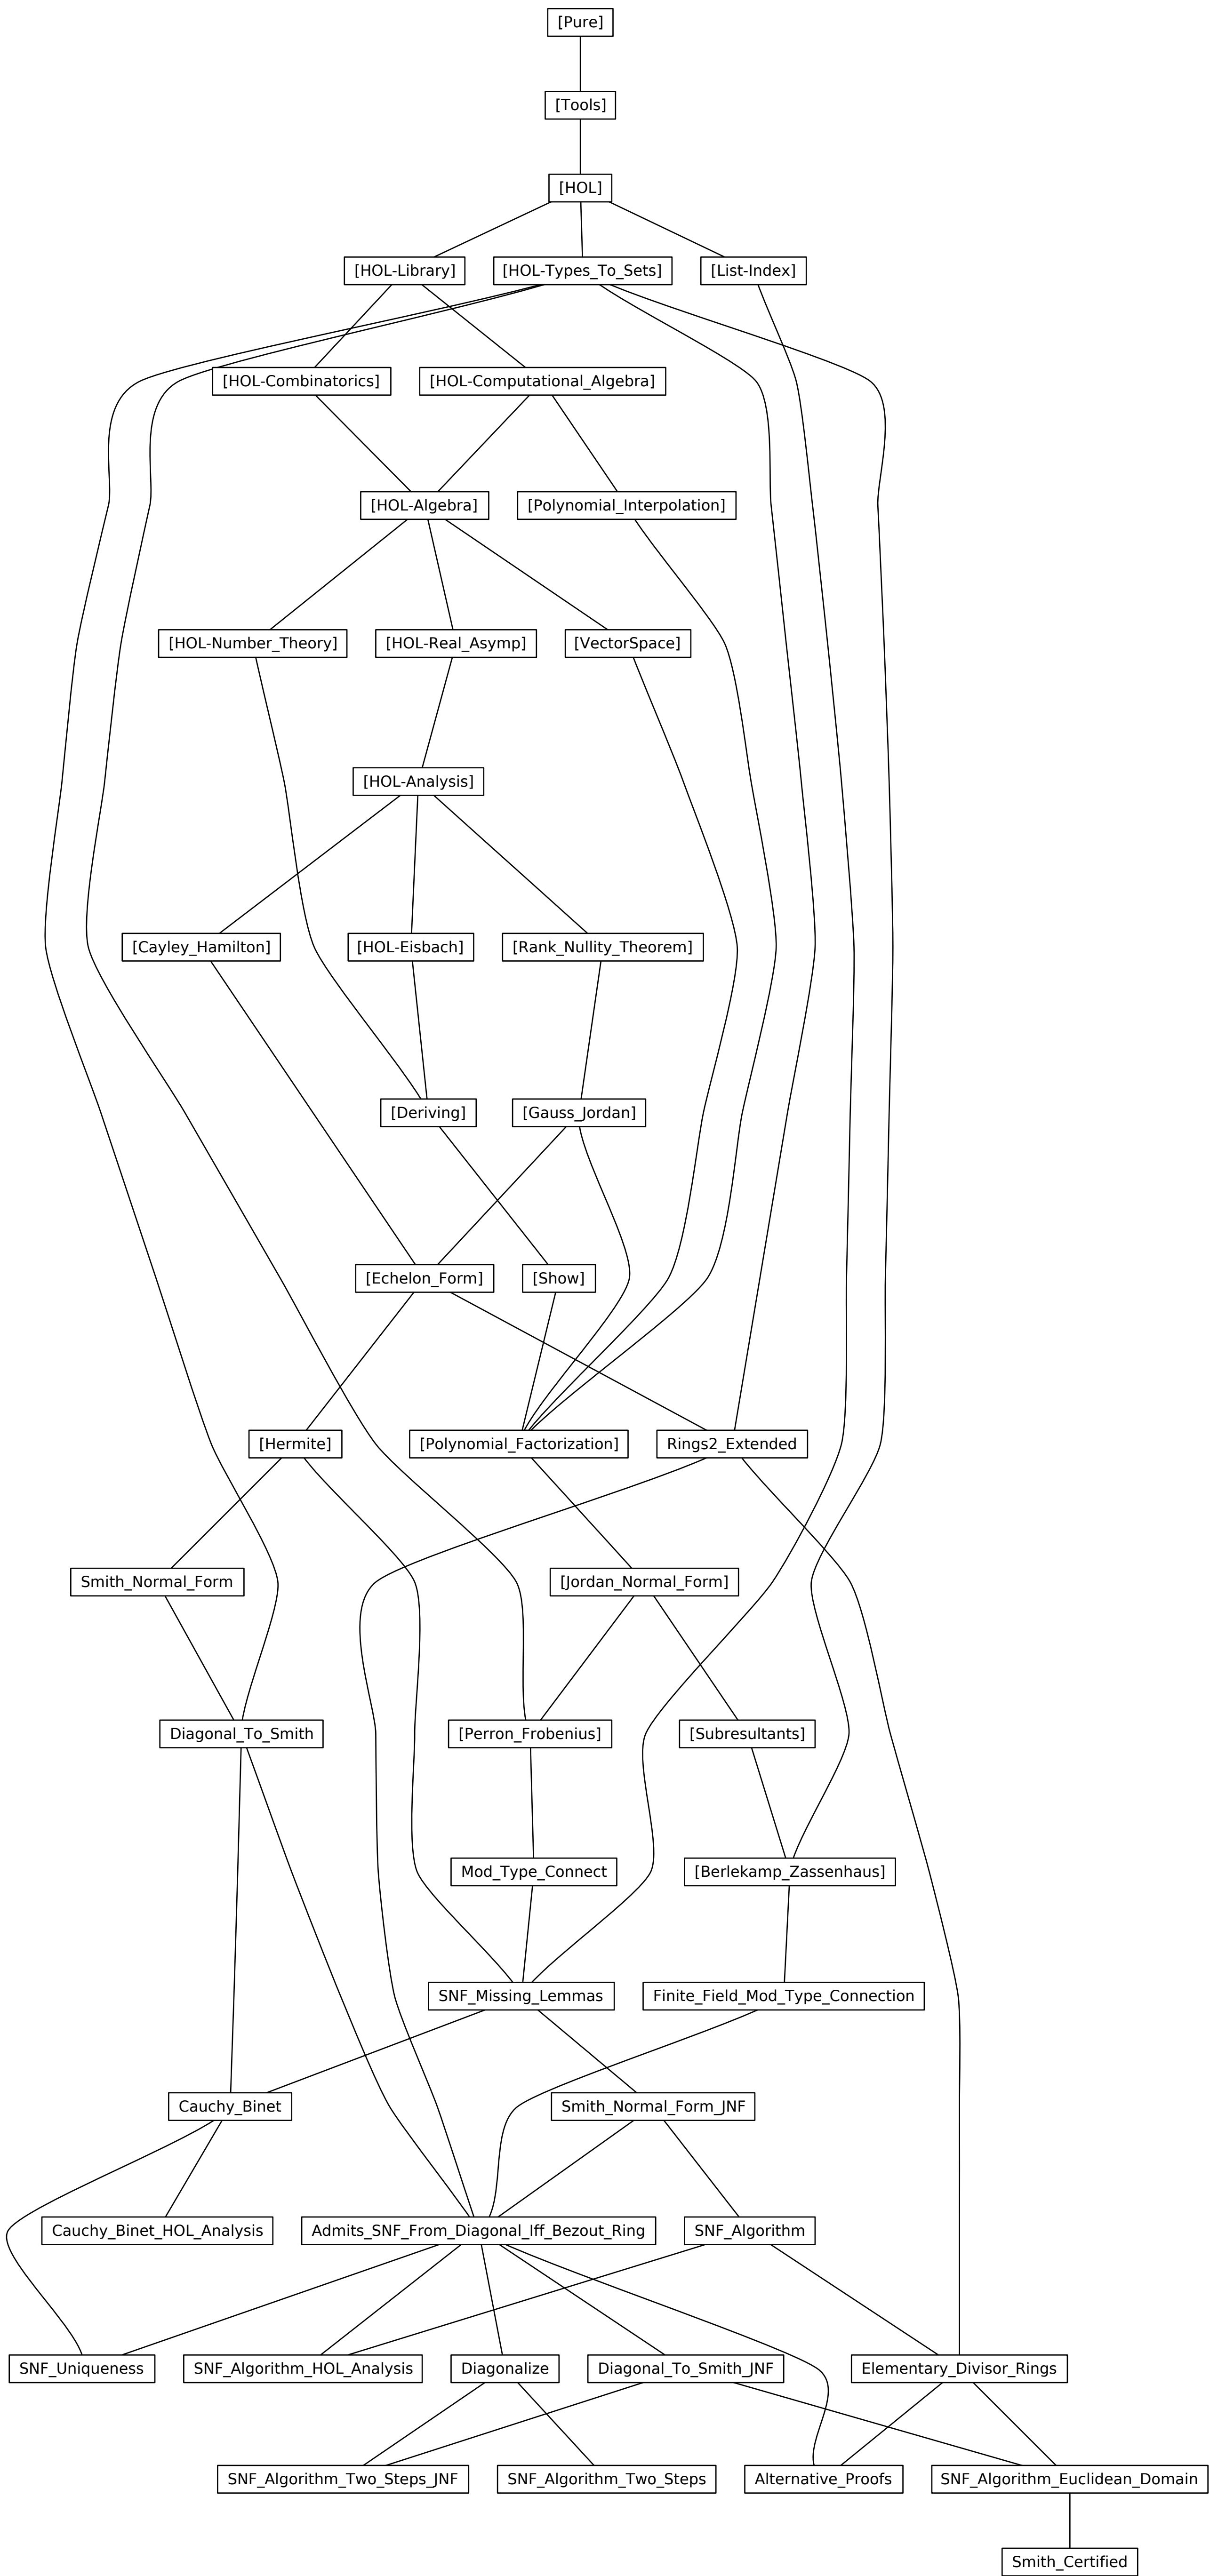 [Pure]
[Tools]
[HOL]
[HOL-Library]
[HOL-Types_To_Sets]
[List-Index]
[HOL-Combinatorics]
[HOL-Computational_Algebra]
[HOL-Algebra]
[Polynomial_Interpolation]
[HOL-Number_Theory]
[HOL-Real_Asymp]
[VectorSpace]
[HOL-Analysis]
[Cayley_Hamilton]
[HOL-Eisbach]
[Rank_Nullity_Theorem]
[Deriving]
[Gauss_Jordan]
[Echelon_Form]
[Show]
[Hermite]
[Polynomial_Factorization]
Rings2_Extended
Smith_Normal_Form
[Jordan_Normal_Form]
Diagonal_To_Smith
[Perron_Frobenius]
[Subresultants]
Mod_Type_Connect
[Berlekamp_Zassenhaus]
SNF_Missing_Lemmas
Finite_Field_Mod_Type_Connection
Cauchy_Binet
Smith_Normal_Form_JNF
Cauchy_Binet_HOL_Analysis
Admits_SNF_From_Diagonal_Iff_Bezout_Ring
SNF_Algorithm
SNF_Uniqueness
SNF_Algorithm_HOL_Analysis
Diagonalize
Diagonal_To_Smith_JNF
Elementary_Divisor_Rings
SNF_Algorithm_Two_Steps_JNF
SNF_Algorithm_Two_Steps
Alternative_Proofs
SNF_Algorithm_Euclidean_Domain
Smith_Certified